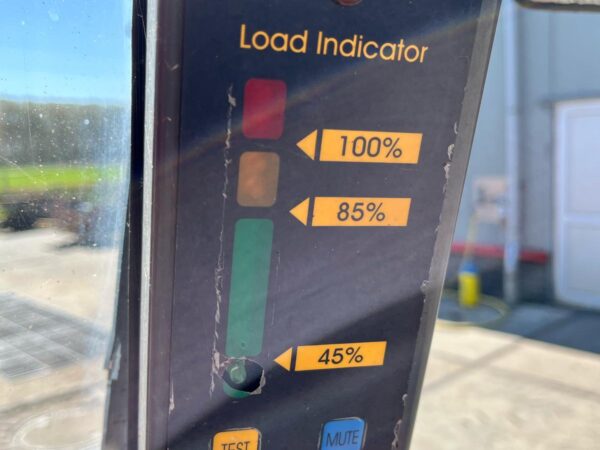 Load Indicator
100%
85%
45%
TEST
MUTE